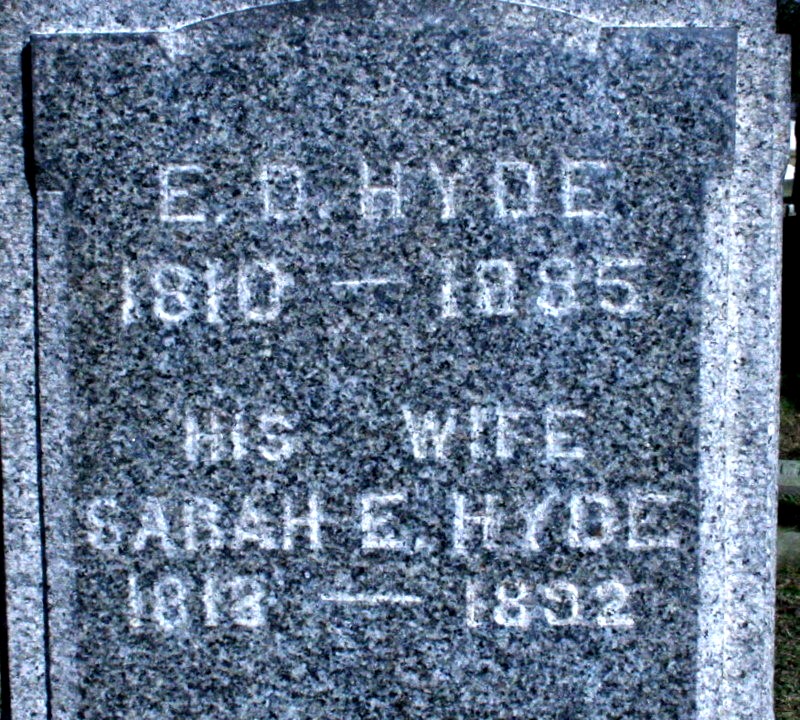 E. D. HYDE
1810 — 1885
HIS WIFE
SARAH E. HYDE
1813 — 1892